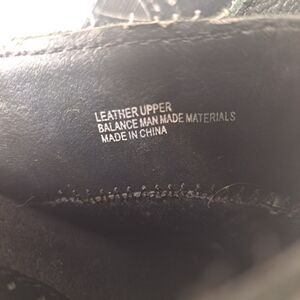 LEATHER UPPER
BALANCE MAN MADE MATERIALS
MADE IN CHINA